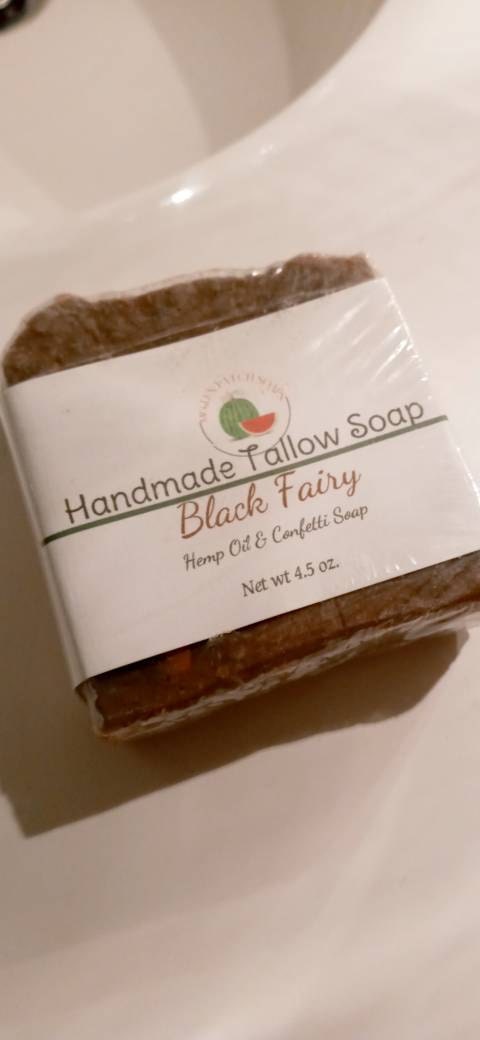 Handmade Tallow Soap
Black Fairy
Hemp Oil & Confetti Soap
Net wt 4.5 oz.